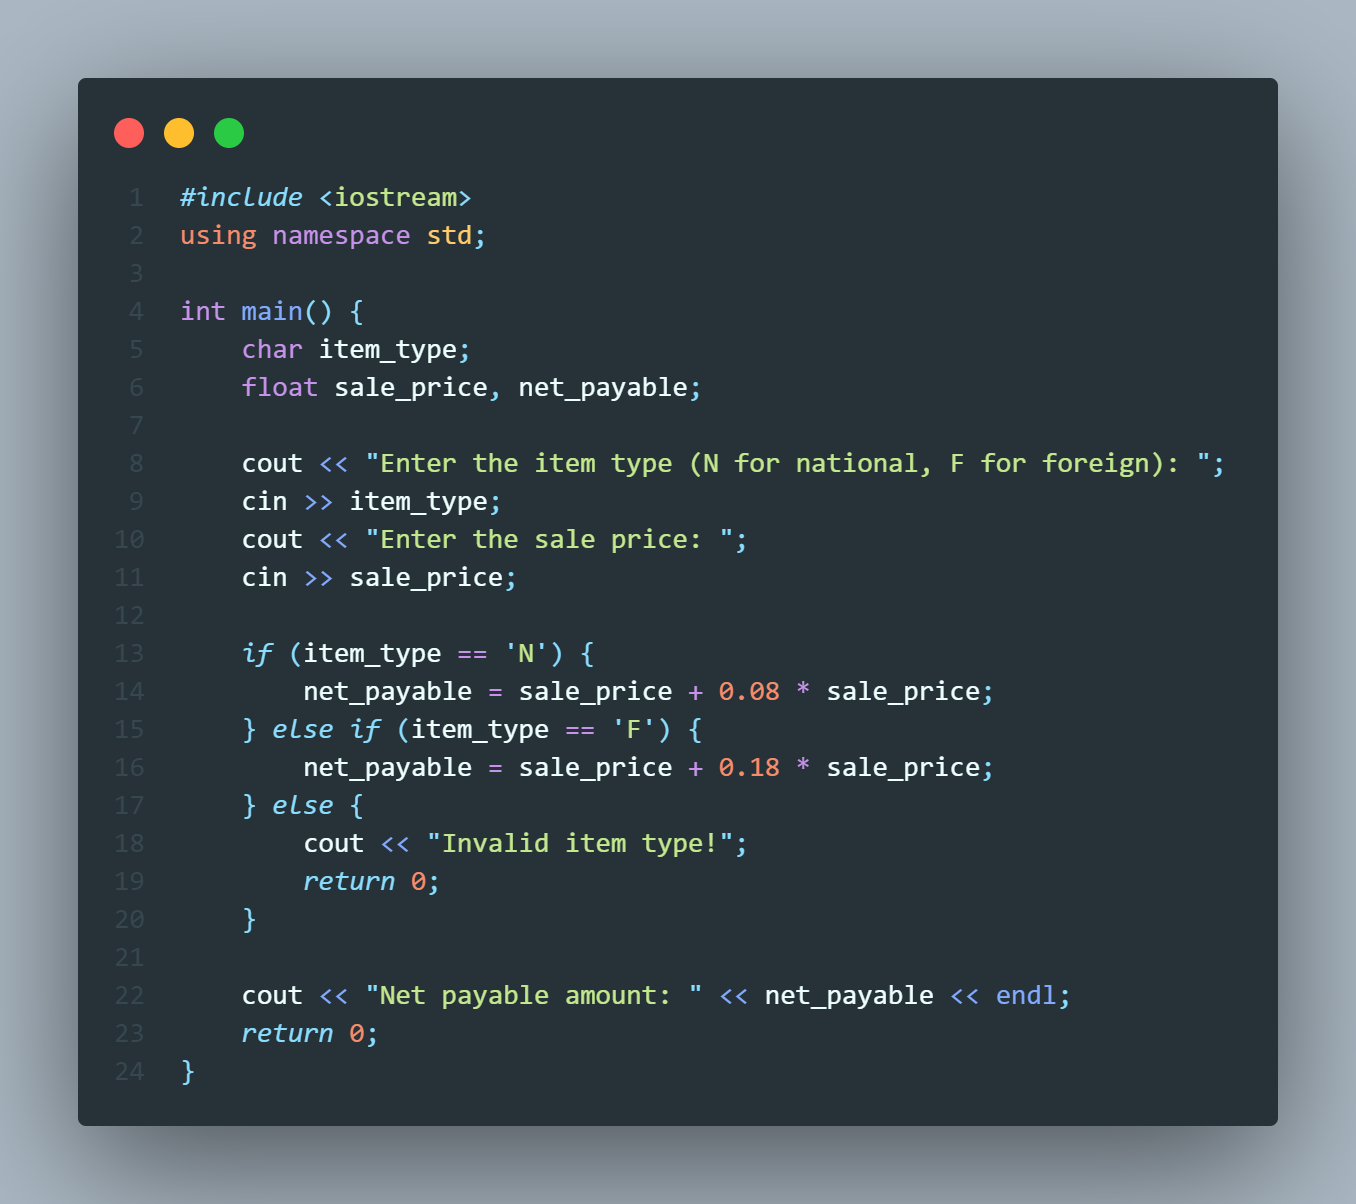 1 #include <iostream>
2 using namespace std;
3
4 int main() {
5     char item_type;
6     float sale_price, net_payable;
7
8     cout << "Enter the item type (N for national, F for foreign): ";
9     cin >> item_type;
10     cout << "Enter the sale price: ";
11     cin >> sale_price;
12
13     if (item_type == 'N') {
14         net_payable = sale_price + 0.08 * sale_price;
15     } else if (item_type == 'F') {
16         net_payable = sale_price + 0.18 * sale_price;
17     } else {
18         cout << "Invalid item type!";
19         return 0;
20     }
21
22     cout << "Net payable amount: " << net_payable << endl;
23     return 0;
24 }